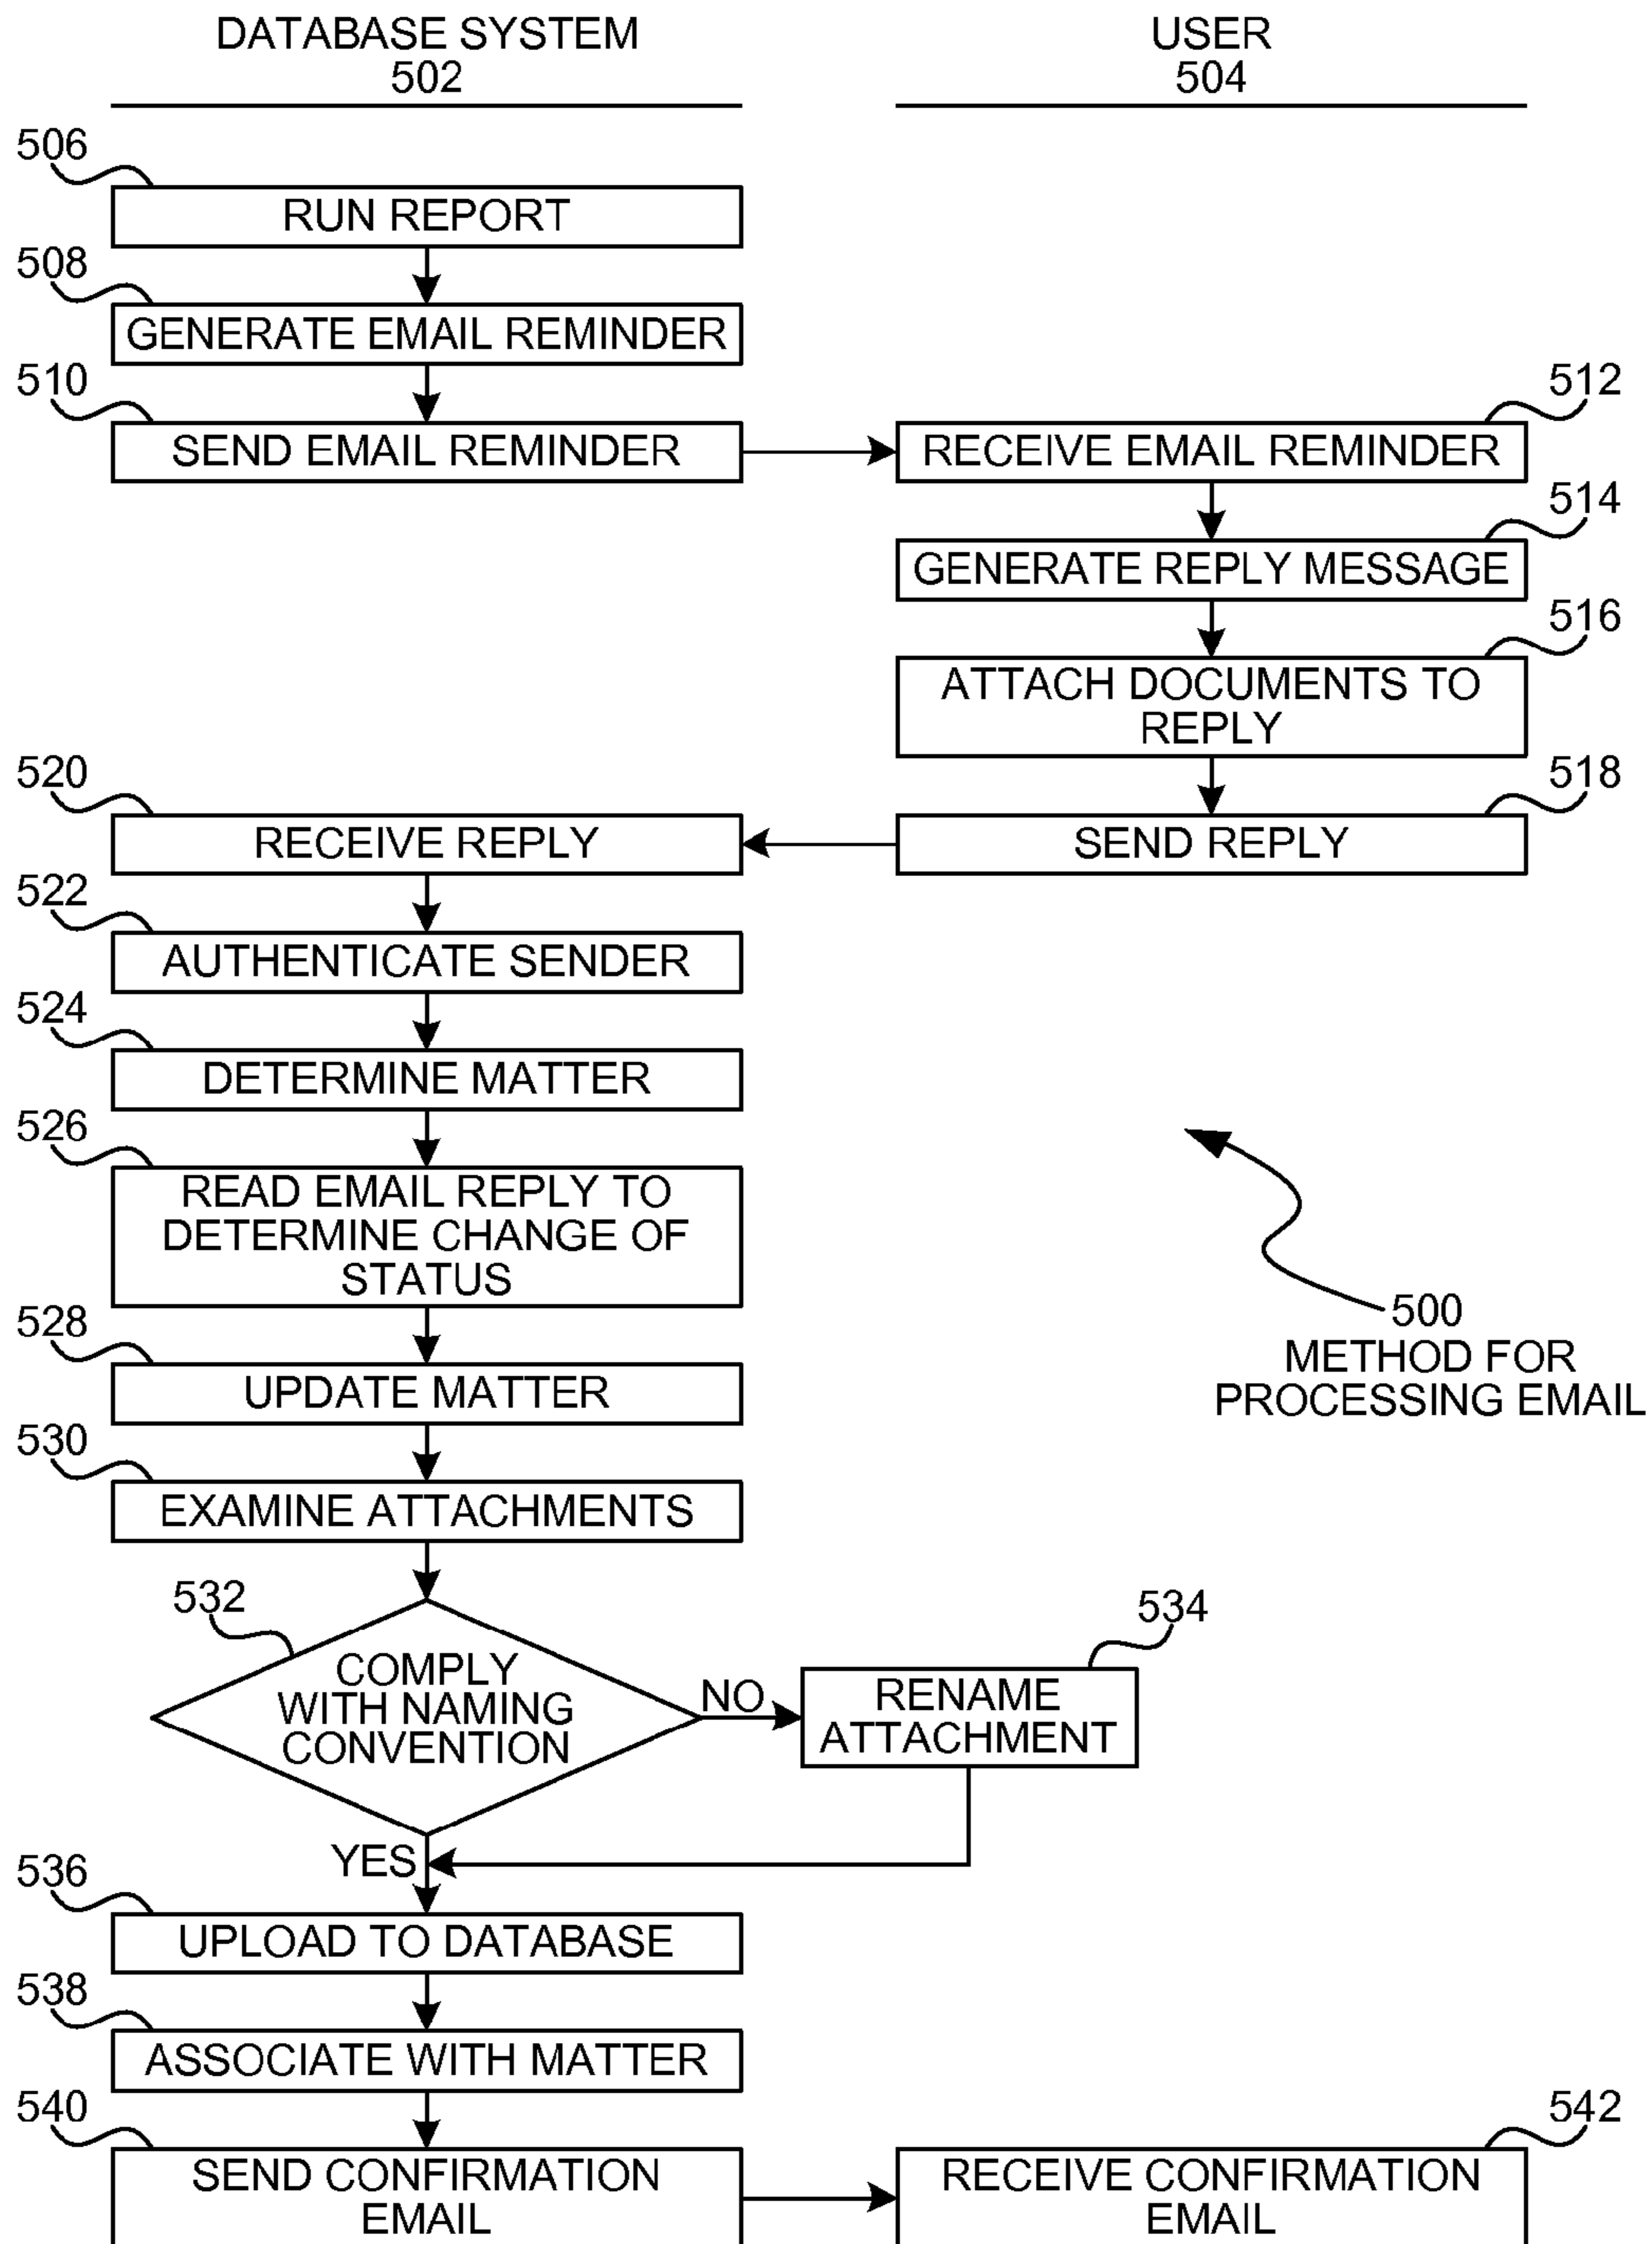 DATABASE SYSTEM
502
USER
504
506
RUN REPORT
508
GENERATE EMAIL REMINDER
510
SEND EMAIL REMINDER
512
RECEIVE EMAIL REMINDER
514
GENERATE REPLY MESSAGE
516
ATTACH DOCUMENTS TO
REPLY
518
SEND REPLY
520
RECEIVE REPLY
522
AUTHENTICATE SENDER
524
DETERMINE MATTER
526
READ EMAIL REPLY TO
DETERMINE CHANGE OF
STATUS
528
UPDATE MATTER
500
METHOD FOR
PROCESSING EMAIL
530
EXAMINE ATTACHMENTS
532
COMPLY
WITH NAMING
CONVENTION
NO
534
RENAME
ATTACHMENT
YES
536
UPLOAD TO DATABASE
538
ASSOCIATE WITH MATTER
540
SEND CONFIRMATION
EMAIL
542
RECEIVE CONFIRMATION
EMAIL